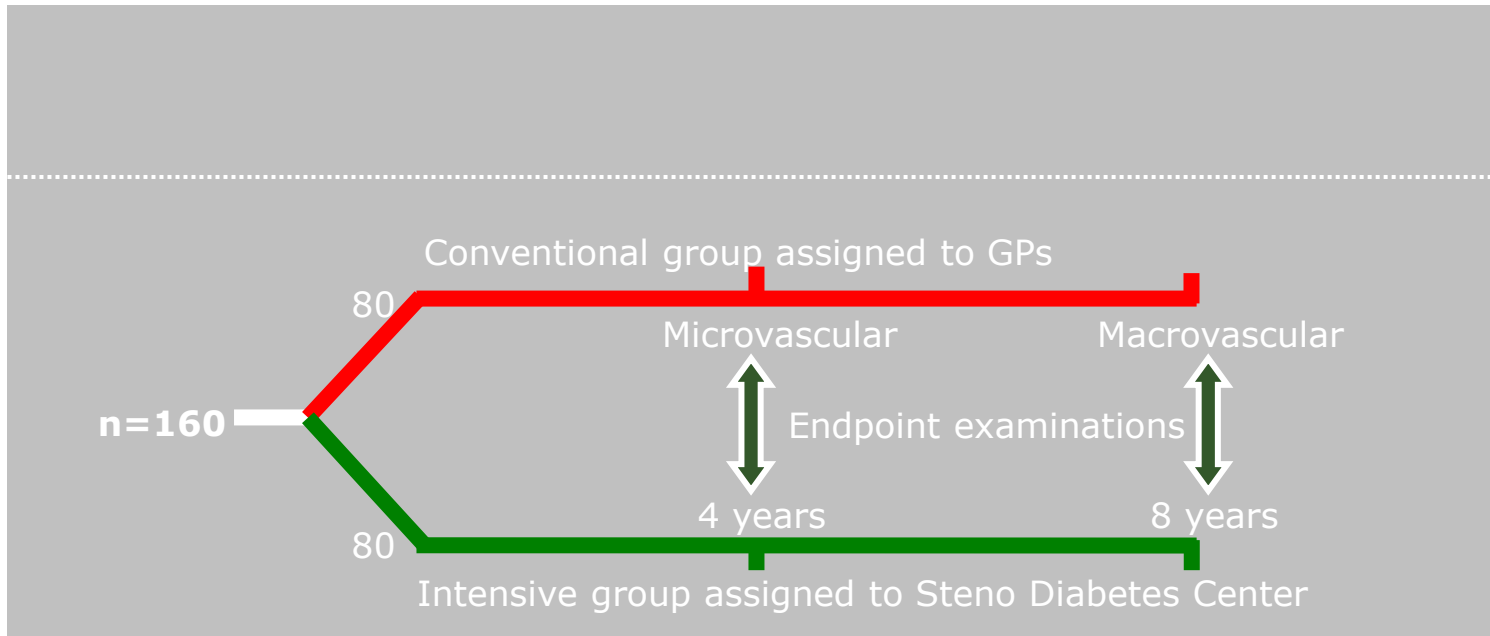 Conventional group assigned to GPs
80
Microvascular
Macrovascular
n=160
Endpoint examinations
4 years
8 years
80
Intensive group assigned to Steno Diabetes Center